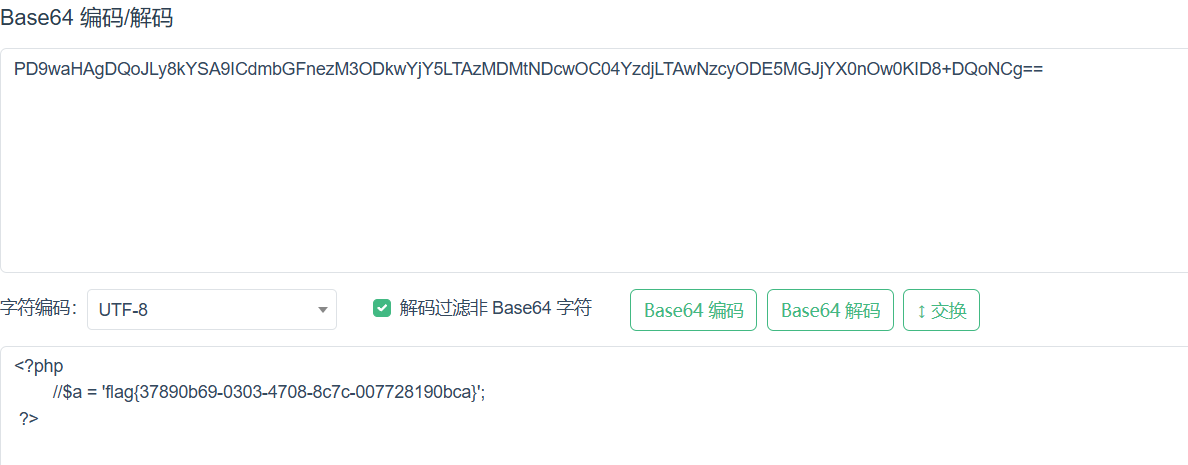 Base64 编码/解码
PD9waHAgDQoJLy8kYSA9ICdmbGFnezM3ODkwYjY5LTAzMDMtNDcwOC04YzdjLTAwNzcyODE5MGJjYX0nOw0KID8+DQoNCg==
字符编码： UTF-8 解码过滤非 Base64 字符 Base64 编码 Base64 解码 ↕ 交换
<?php
//$a = 'flag{37890b69-0303-4708-8c7c-007728190bca}';
?>